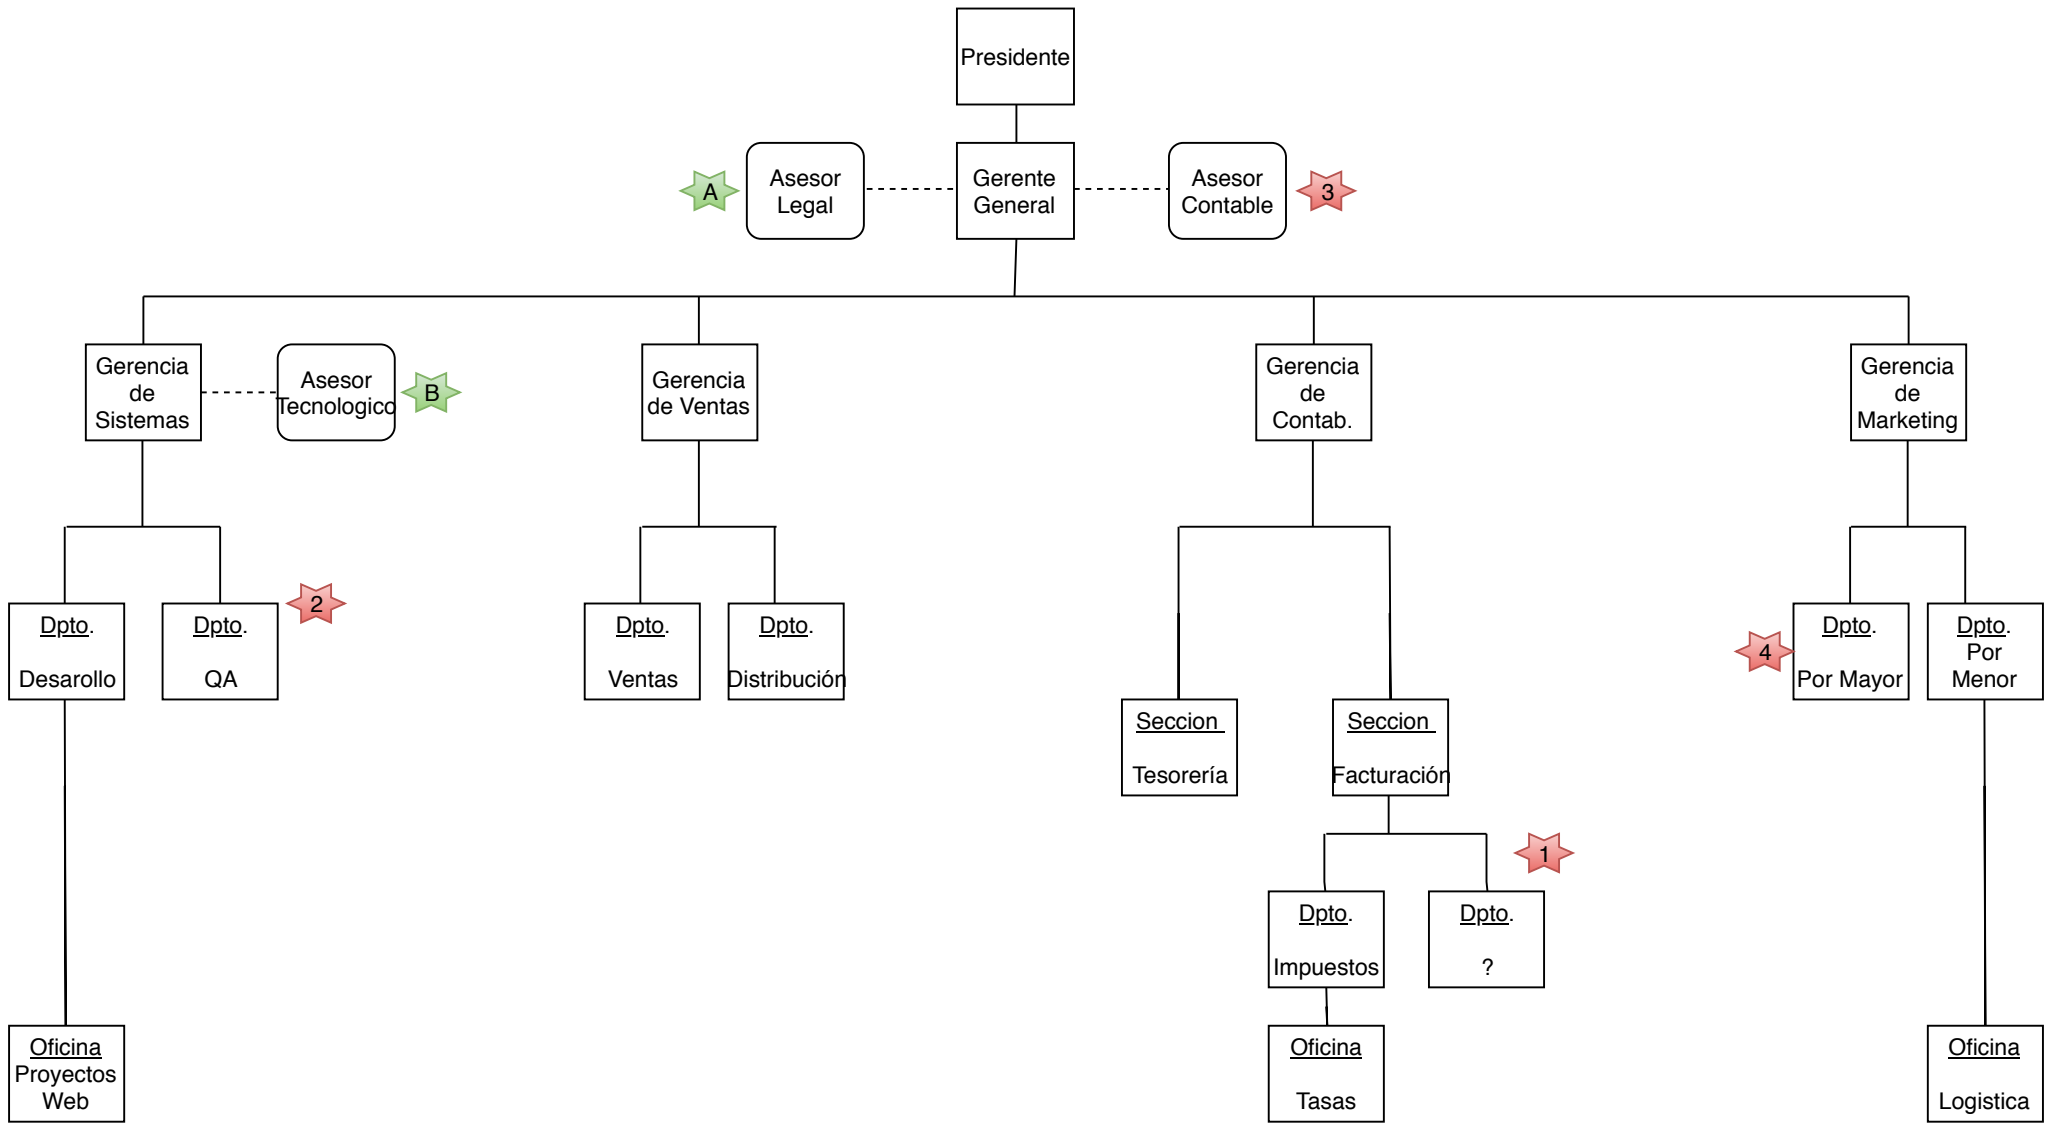 Presidente
A
Asesor
Legal
Gerente
General
Asesor
Contable
3
Gerencia
de
Sistemas
Asesor
Tecnologico
B
Gerencia
de Ventas
Gerencia
de
Contab.
Gerencia
de
Marketing
Dpto.
Desarollo
Dpto.
QA
2
Dpto.
Ventas
Dpto.
Distribución
4
Dpto.
Por Mayor
Dpto.
Por
Menor
Seccion
Tesorería
Seccion
Facturación
1
Dpto.
Impuestos
Dpto.
?
Oficina
Proyectos
Web
Oficina
Tasas
Oficina
Logistica